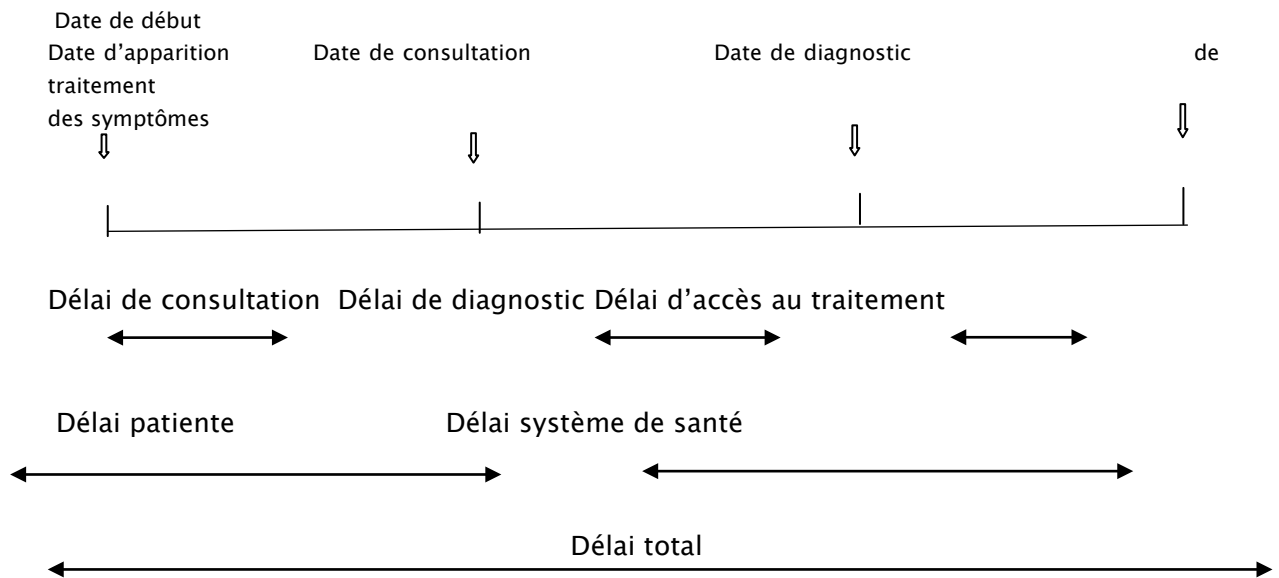 Date de début
Date d’apparition Date de consultation Date de diagnostic de
traitement
des symptômes
Délai de consultation Délai de diagnostic Délai d’accès au traitement
Délai patiente Délai système de santé
Délai total